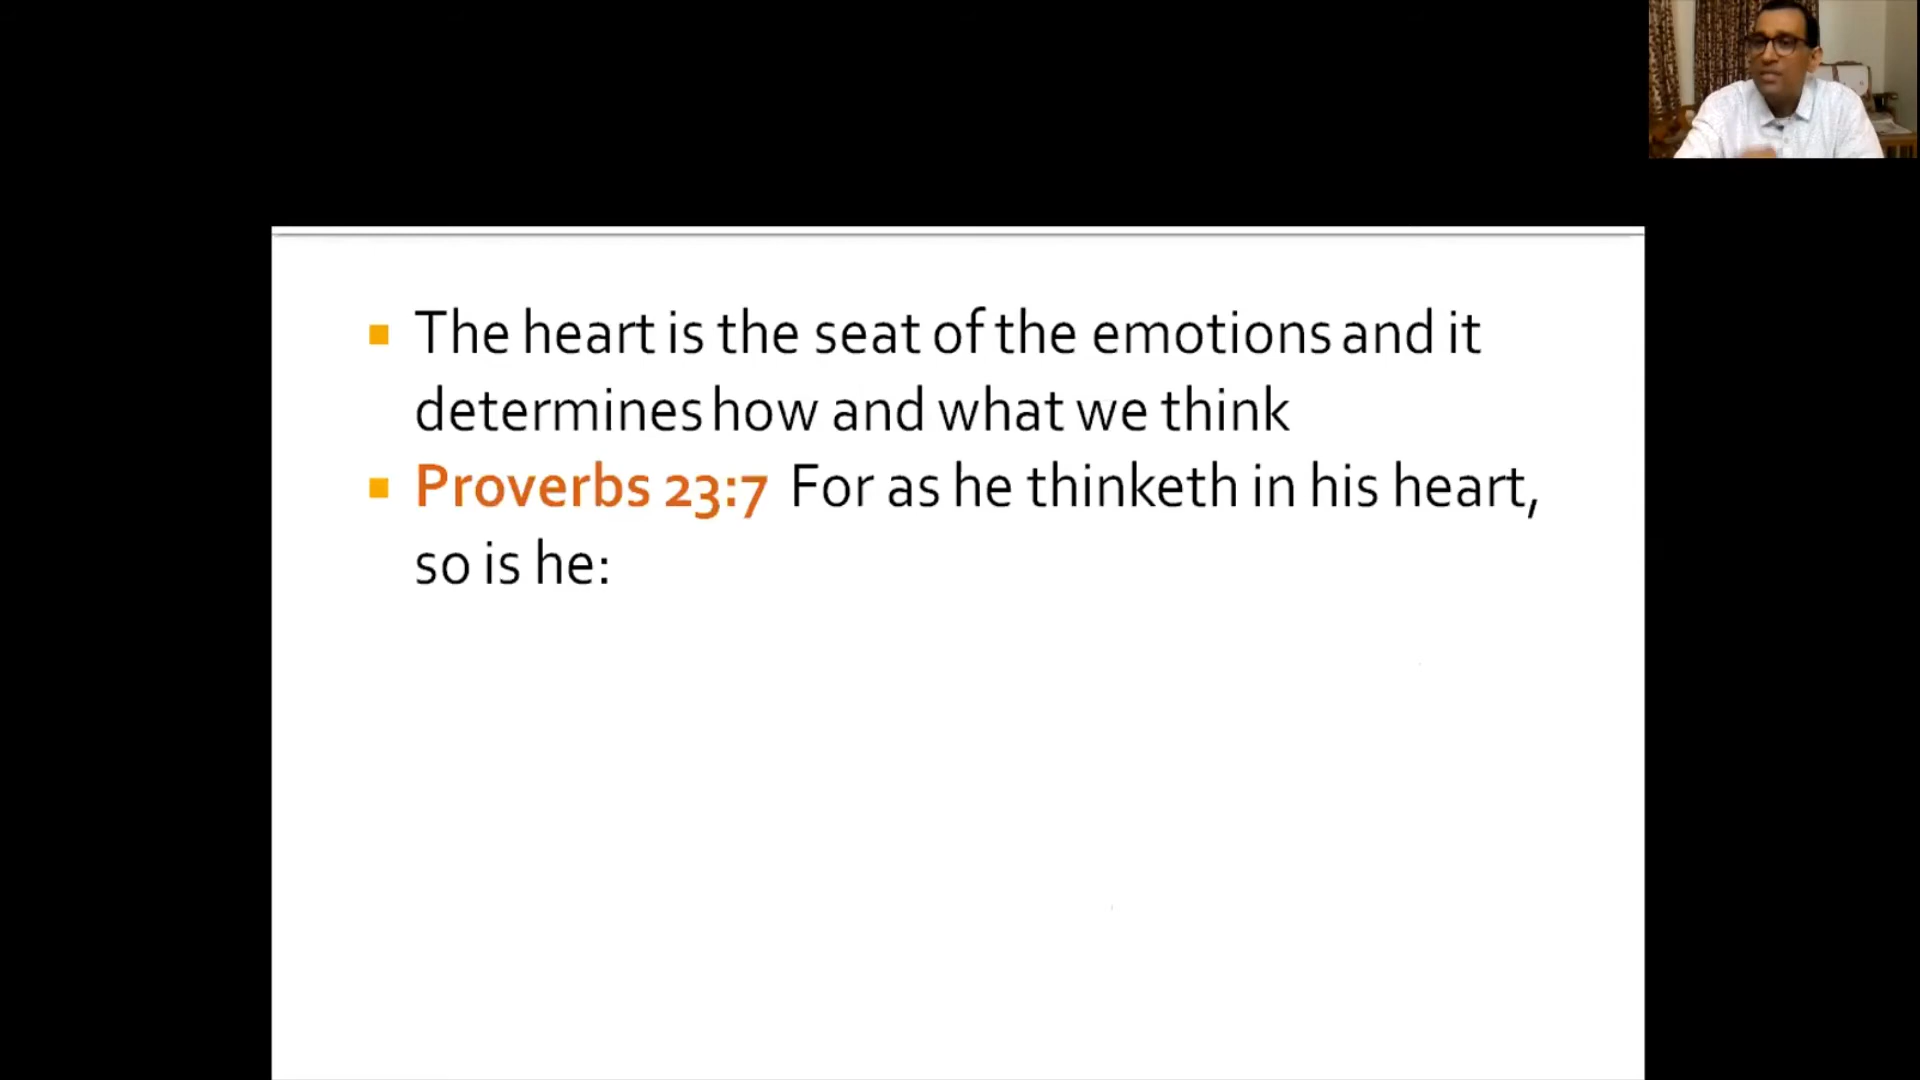 The heart is the seat of the emotions and it
determines how and what we think
Proverbs 23:7 For as he thinketh in his heart,
so is he: